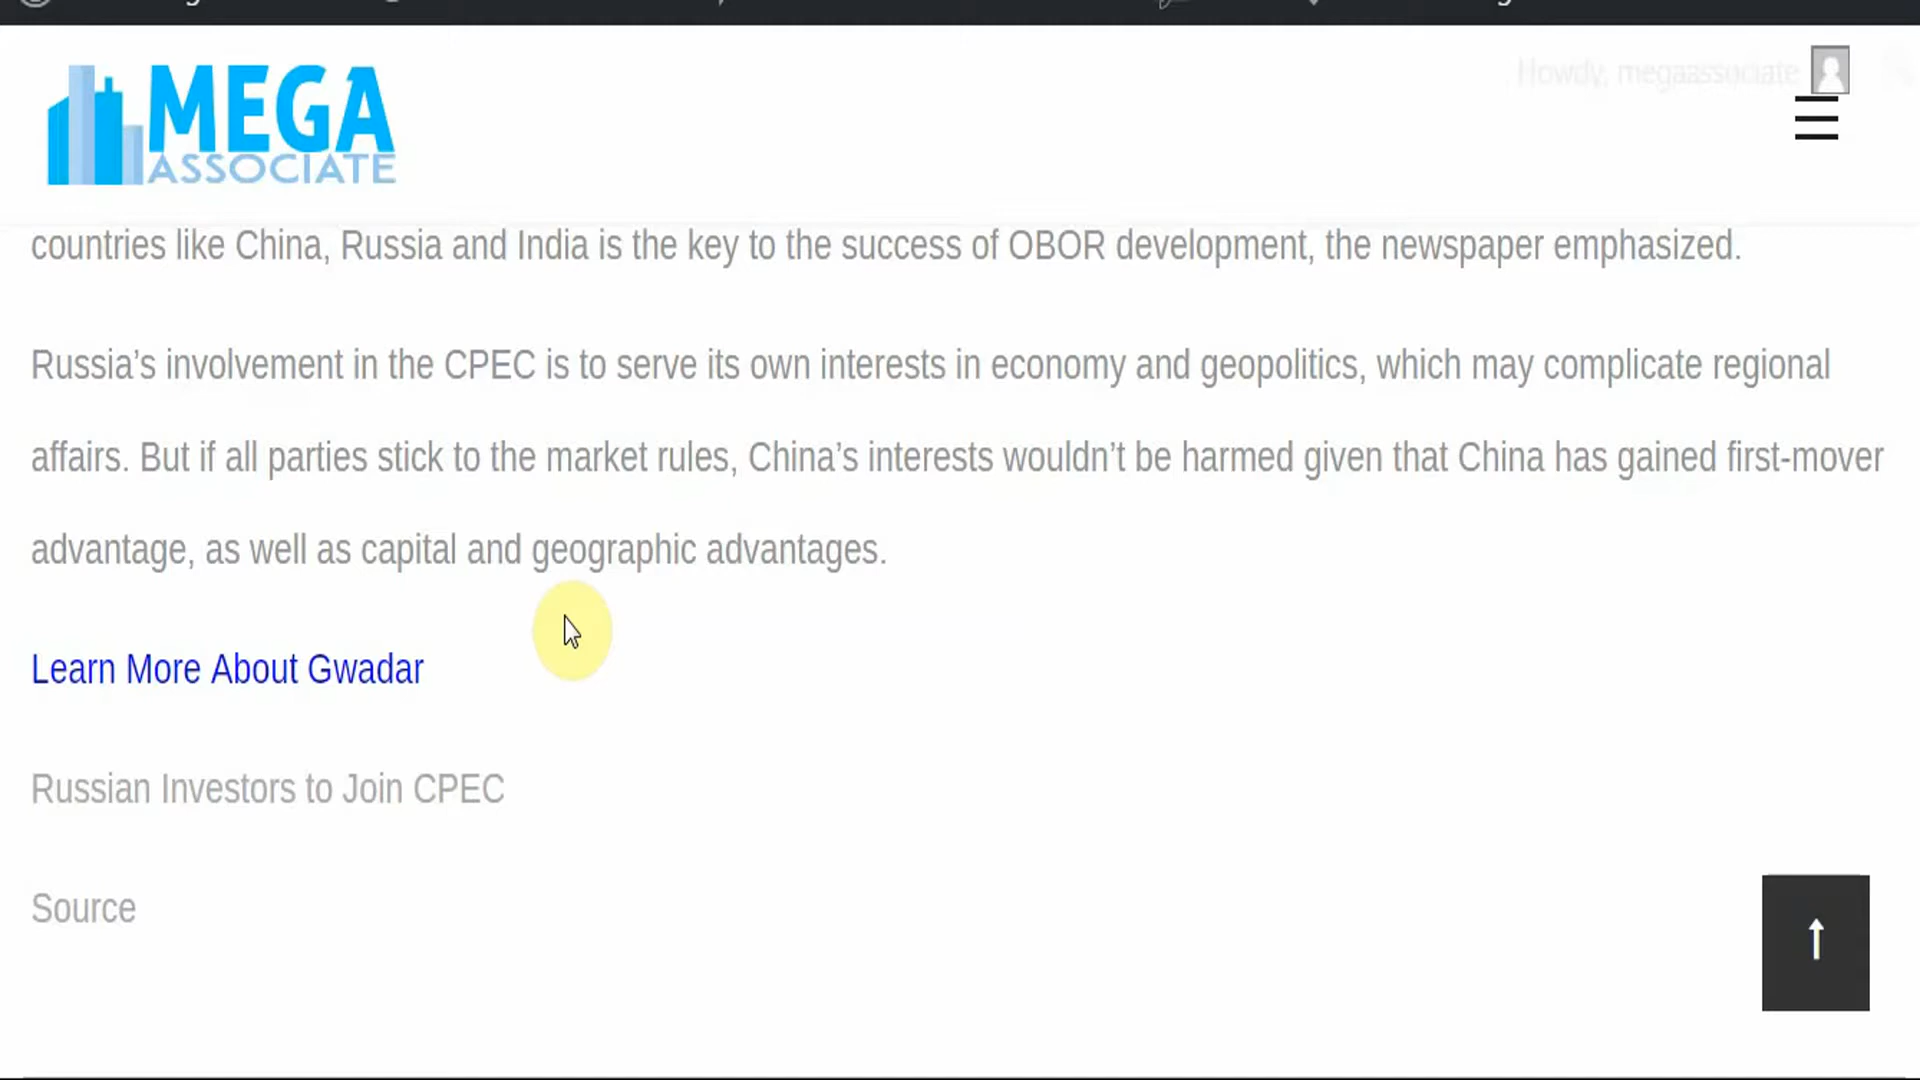 MEGA
ASSOCIATE
Howdy, megaassociate
countries like China, Russia and India is the key to the success of OBOR development, the newspaper emphasized.
Russia’s involvement in the CPEC is to serve its own interests in economy and geopolitics, which may complicate regional
affairs. But if all parties stick to the market rules, China’s interests wouldn’t be harmed given that China has gained first-mover
advantage, as well as capital and geographic advantages.
Learn More About Gwadar
Russian Investors to Join CPEC
Source